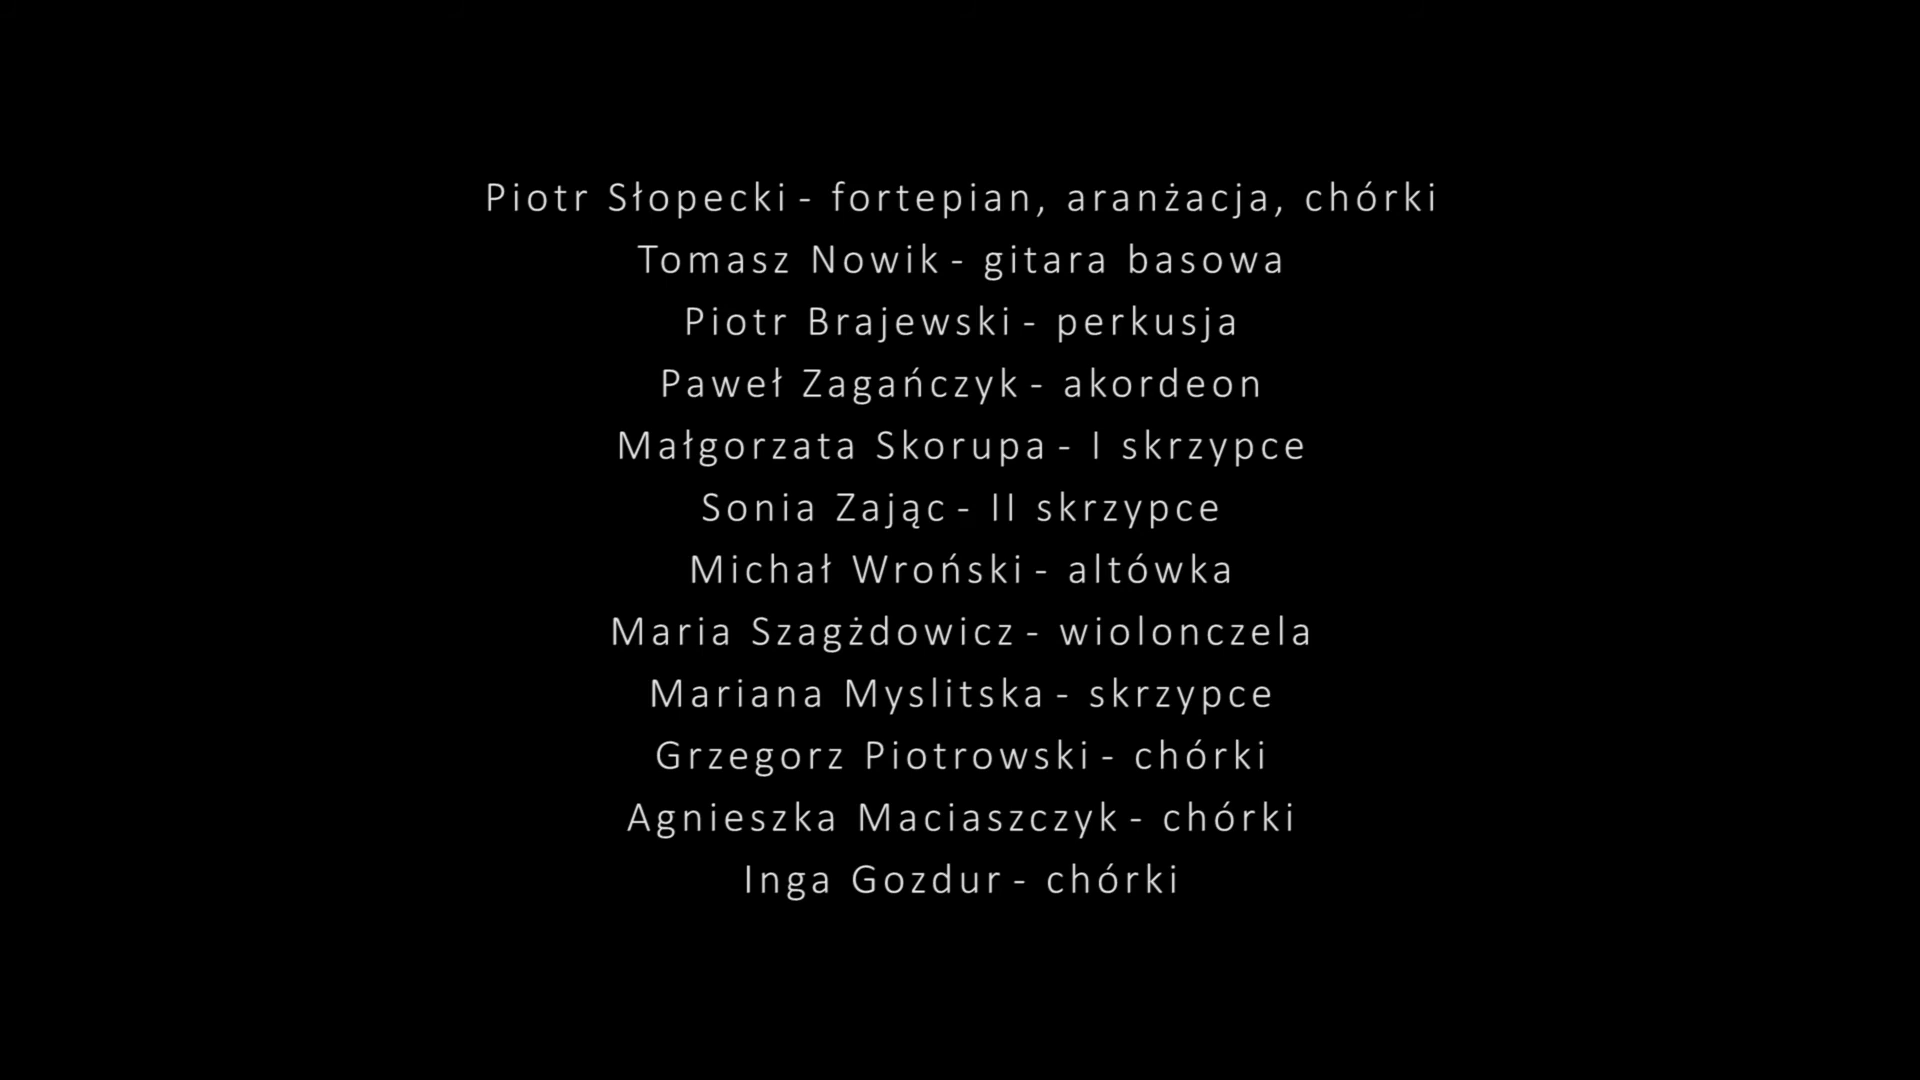 Piotr Słopecki - fortepian, aranżacja, chórki
Tomasz Nowik - gitara basowa
Piotr Brajewski - perkusja
Paweł Zagańczyk - akordeon
Małgorzata Skorupa - I skrzypce
Sonia Zając - II skrzypce
Michał Wroński - altówka
Maria Szagżdowicz - wiolonczela
Mariana Myslitska - skrzypce
Grzegorz Piotrowski - chórki
Agnieszka Maciaszczyk - chórki
Inga Gozdur - chórki